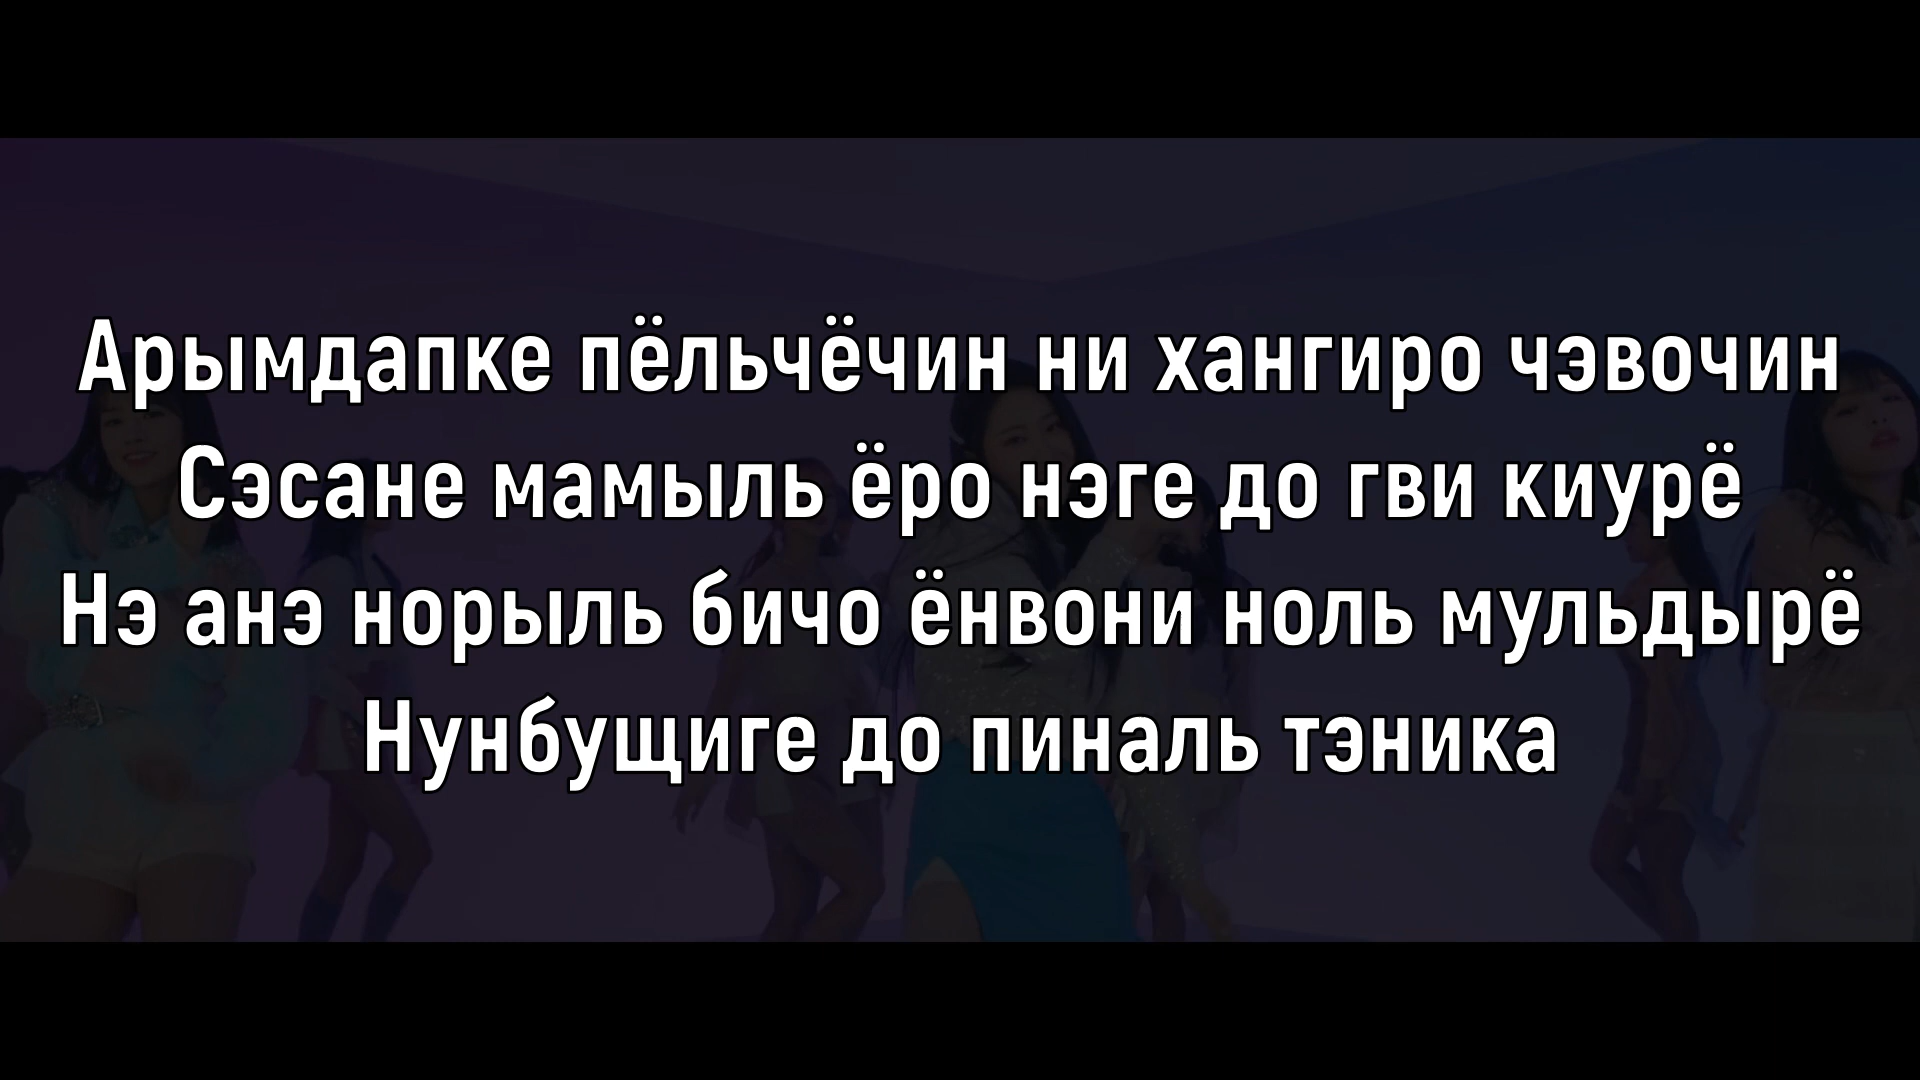 Арымдапке пёльчёчин ни хангиро чэвочин
Сэсане мамыль ёро нэге до гви киурё
Нэ анэ норыль бичо ёнвони ноль мульдырё
Нунбущиге до пиналь тэника